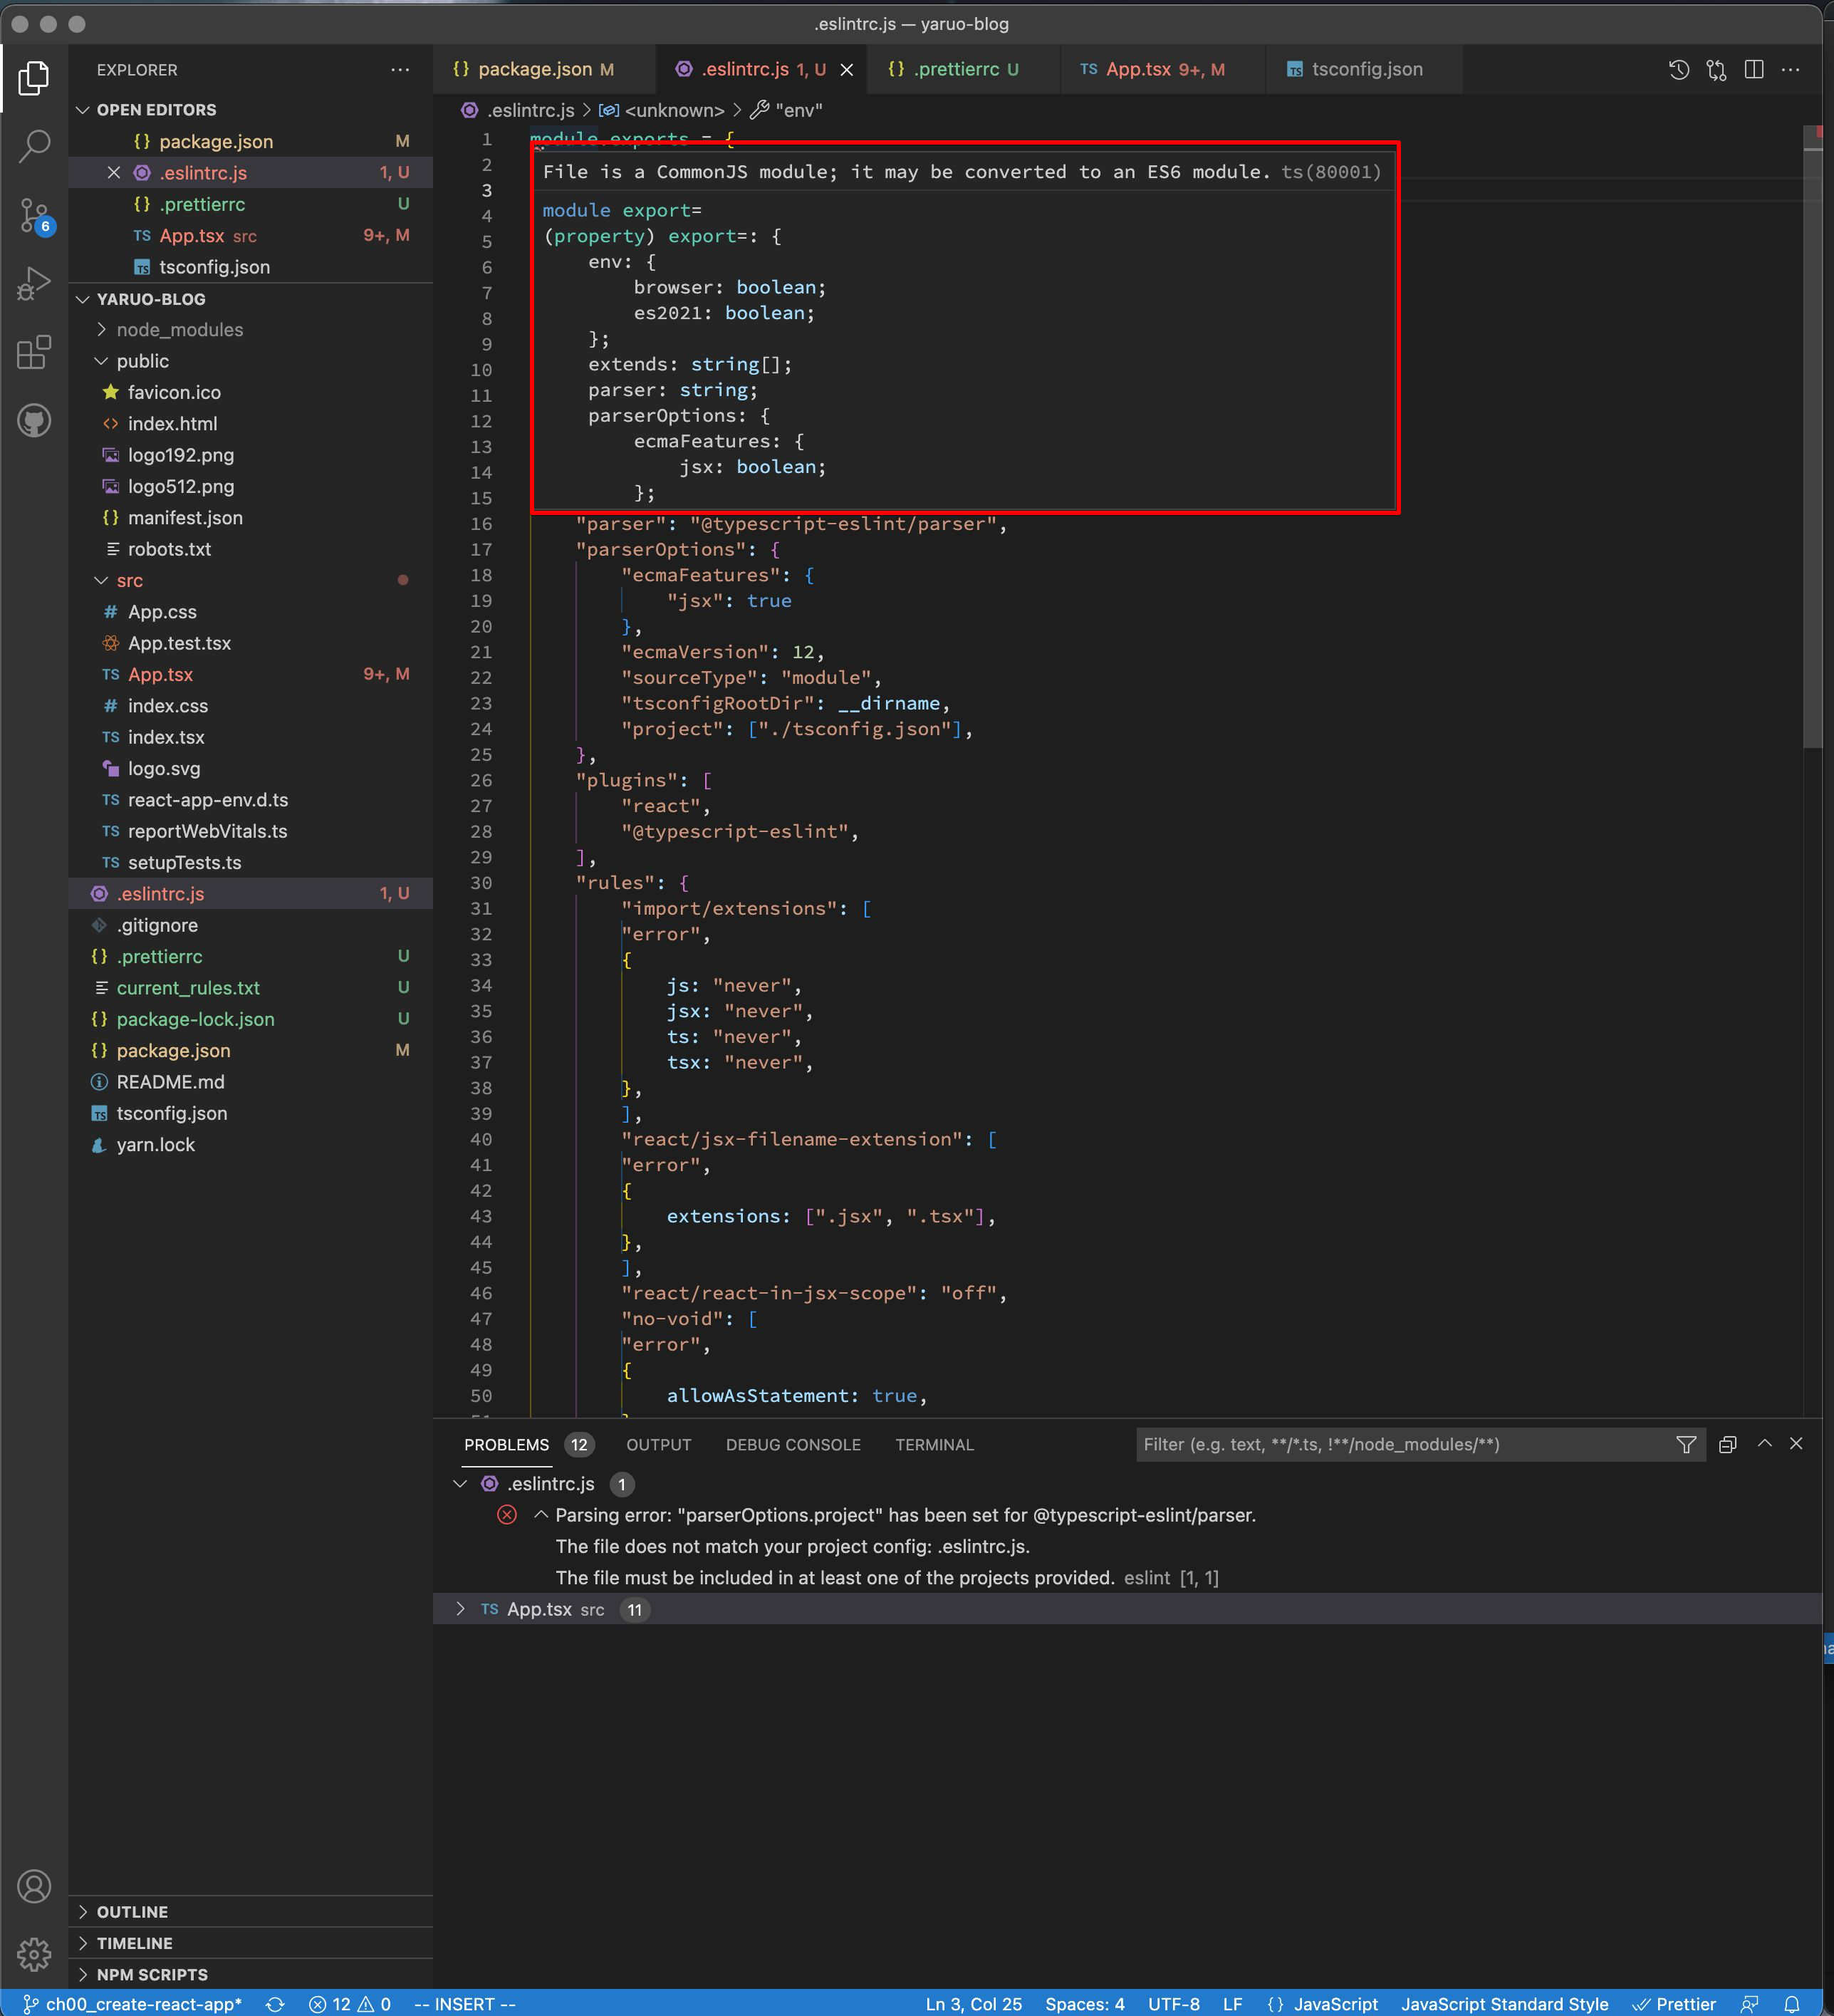 .eslintrc.js — yaruo-blog
EXPLORER
OPEN EDITORS
package.json M
.eslintrc.js 1, U
.prettierrc U
App.tsx src 9+, M
tsconfig.json
YARUO-BLOG
node_modules
public
favicon.ico
index.html
logo192.png
logo512.png
manifest.json
robots.txt
src
App.css
App.test.tsx
App.tsx 9+, M
index.css
index.tsx
logo.svg
react-app-env.d.ts
reportWebVitals.ts
setupTests.ts
.eslintrc.js 1, U
.gitignore
.prettierrc U
current_rules.txt U
package-lock.json U
package.json M
README.md
tsconfig.json
yarn.lock
OUTLINE
TIMELINE
NPM SCRIPTS
6
{} package.json M .eslintrc.js 1, U {} .prettierrc U TS App.tsx 9+, M TS tsconfig.json
.eslintrc.js > <unknown> > "env"
1 module.exports = {
2
3
4
5
6
7
8
9
10
11
12
13
14
15
File is a CommonJS module; it may be converted to an ES6 module. ts(80001)
module export=
(property) export=: {
env: {
browser: boolean;
es2021: boolean;
};
extends: string[];
parser: string;
parserOptions: {
ecmaFeatures: {
jsx: boolean;
};
16 "parser": "@typescript-eslint/parser",
17 "parserOptions": {
18 "ecmaFeatures": {
19 "jsx": true
20 },
21 "ecmaVersion": 12,
22 "sourceType": "module",
23 "tsconfigRootDir": __dirname,
24 "project": ["./tsconfig.json"],
25 },
26 "plugins": [
27 "react",
28 "@typescript-eslint",
29 ],
30 "rules": {
31 "import/extensions": [
32 "error",
33 {
34 js: "never",
35 jsx: "never",
36 ts: "never",
37 tsx: "never",
38 },
39 ],
40 "react/jsx-filename-extension": [
41 "error",
42 {
43 extensions: [".jsx", ".tsx"],
44 },
45 ],
46 "react/react-in-jsx-scope": "off",
47 "no-void": [
48 "error",
49 {
50 allowAsStatement: true,
PROBLEMS 12 OUTPUT DEBUG CONSOLE TERMINAL Filter (e.g. text, **/*.ts, !**/node_modules/**)
.eslintrc.js 1
Parsing error: "parserOptions.project" has been set for @typescript-eslint/parser.
The file does not match your project config: .eslintrc.js.
The file must be included in at least one of the projects provided. eslint [1, 1]
TS App.tsx src 11
ch00_create-react-app* 12 0 -- INSERT -- Ln 3, Col 25 Spaces: 4 UTF-8 LF {} JavaScript JavaScript Standard Style Prettier